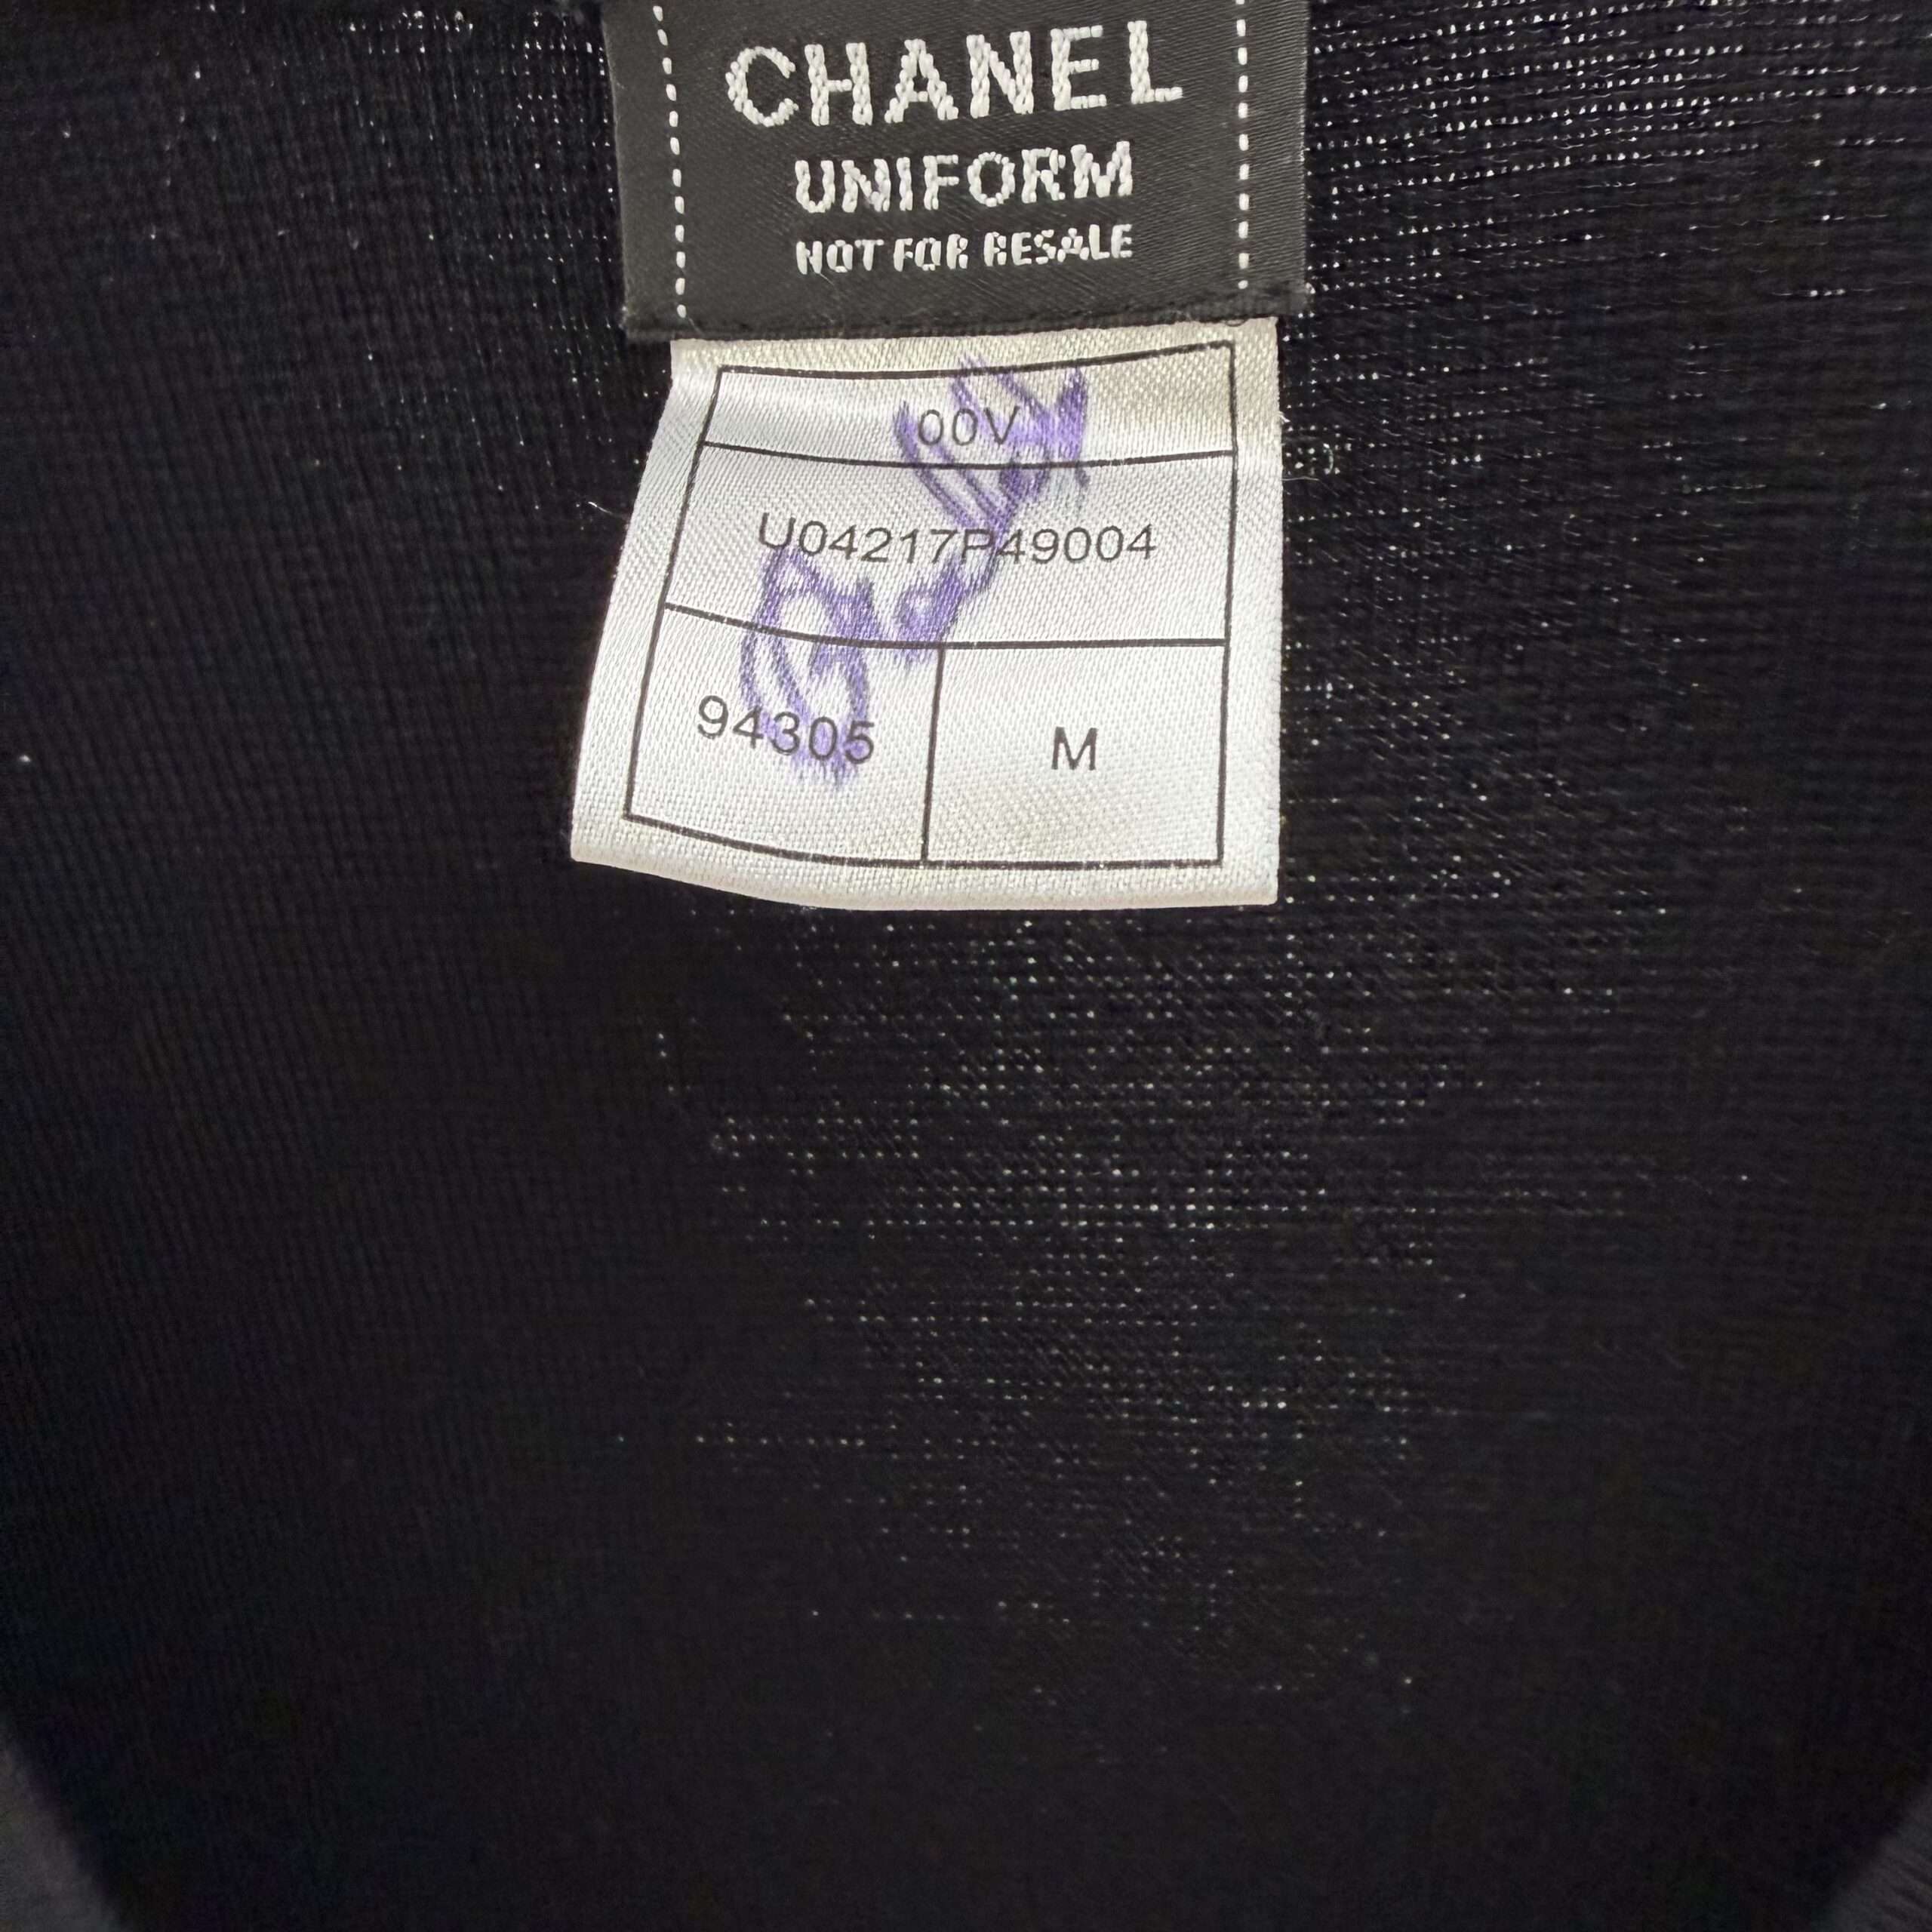 CHANEL
UNIFORM
NOT FOR RESALE
00V
U04217P49004
94305 M